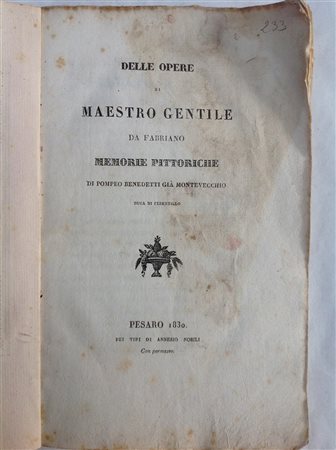 233
DELLE OPERE
DI
MAESTRO GENTILE
DA FABRIANO
MEMORIE PITTORICHE
DI POMPEO BENEDETTI GIÀ MONTEVECCHIO
DUCA DI FERENTILLO
PESARO 1830.
DEI TIPI DI ANNESIO NOBILI
Con permesso.